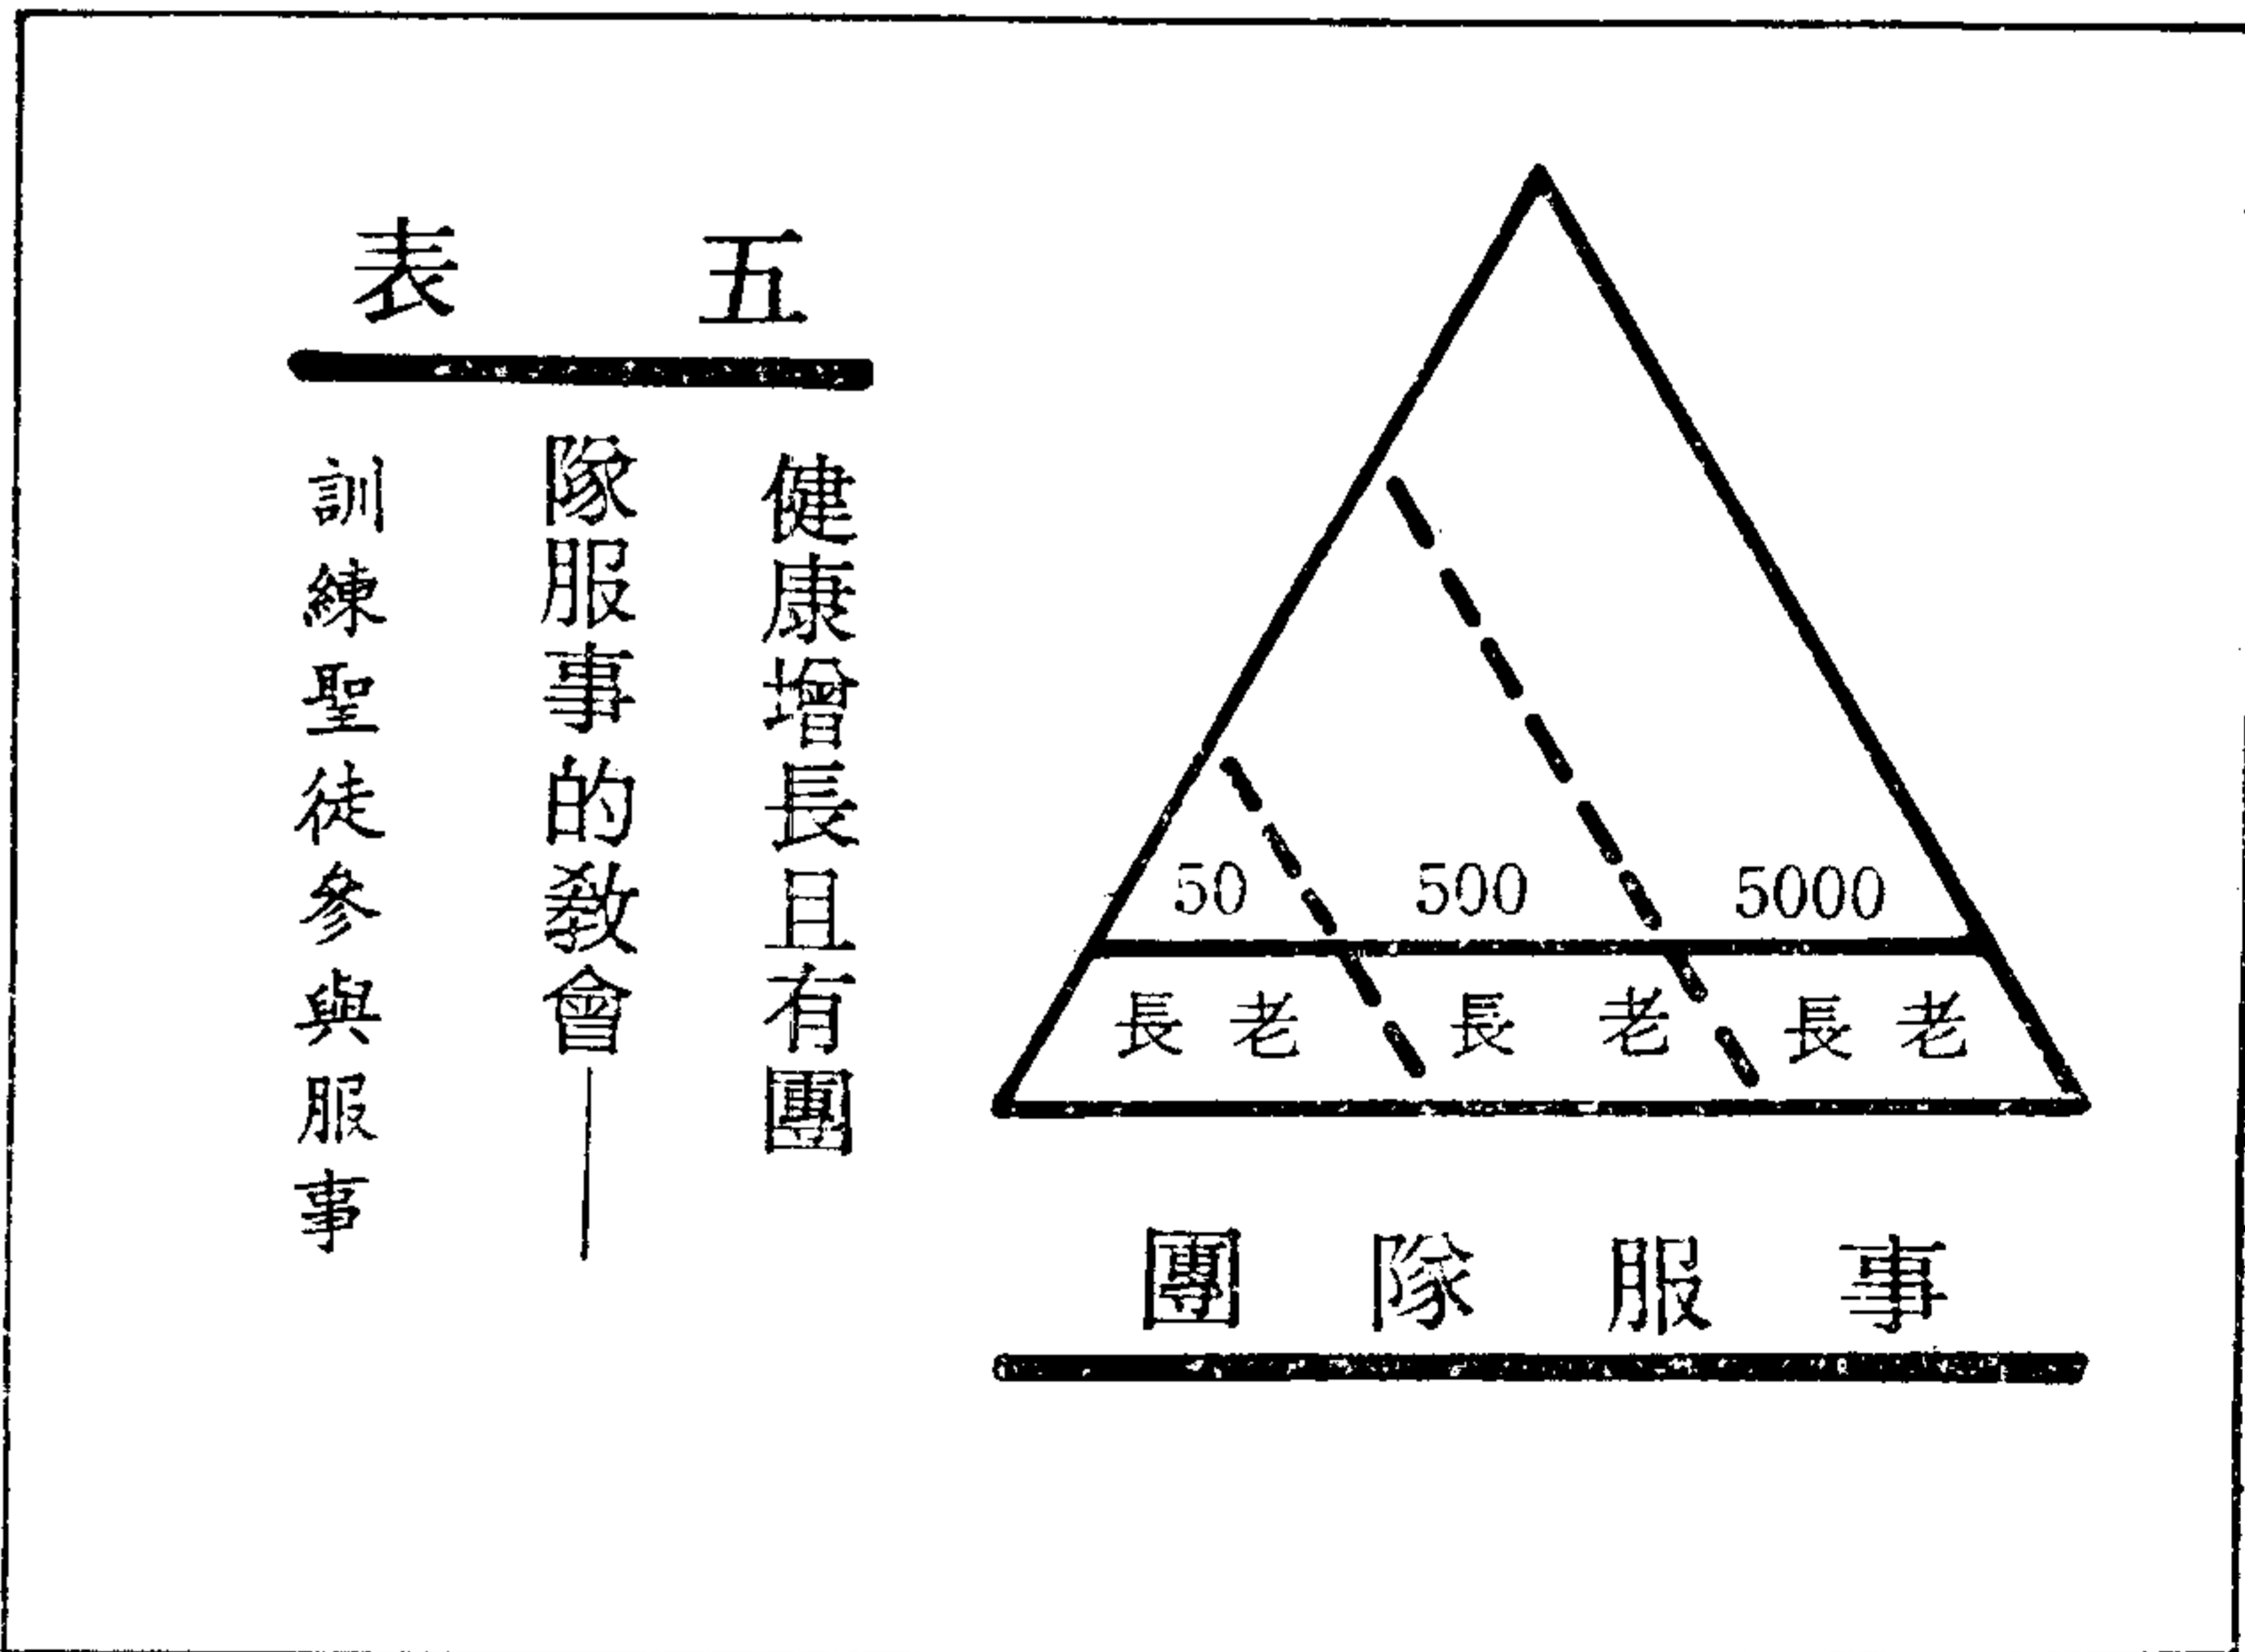 表 五
健康增長且有團
隊服事的教會——
訓練聖徒參與服事
50 500 5000
長老 長老 長老
團隊服事